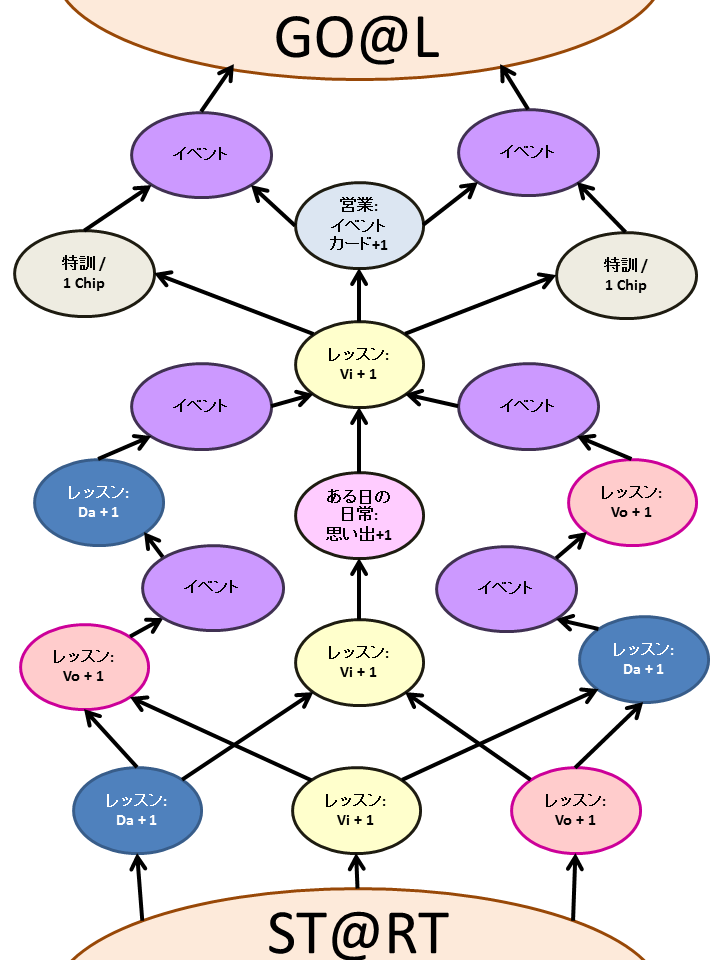 GO@L
イベント
イベント
営業:
イベント
カード+1
特訓 /
1 Chip
特訓 /
1 Chip
レッスン:
Vi + 1
イベント
イベント
レッスン:
Da + 1
ある日の
日常:
思い出+1
レッスン:
Vo + 1
イベント
イベント
レッスン:
Vo + 1
レッスン:
Vi + 1
レッスン:
Da + 1
レッスン:
Da + 1
レッスン:
Vi + 1
レッスン:
Vo + 1
ST@RT